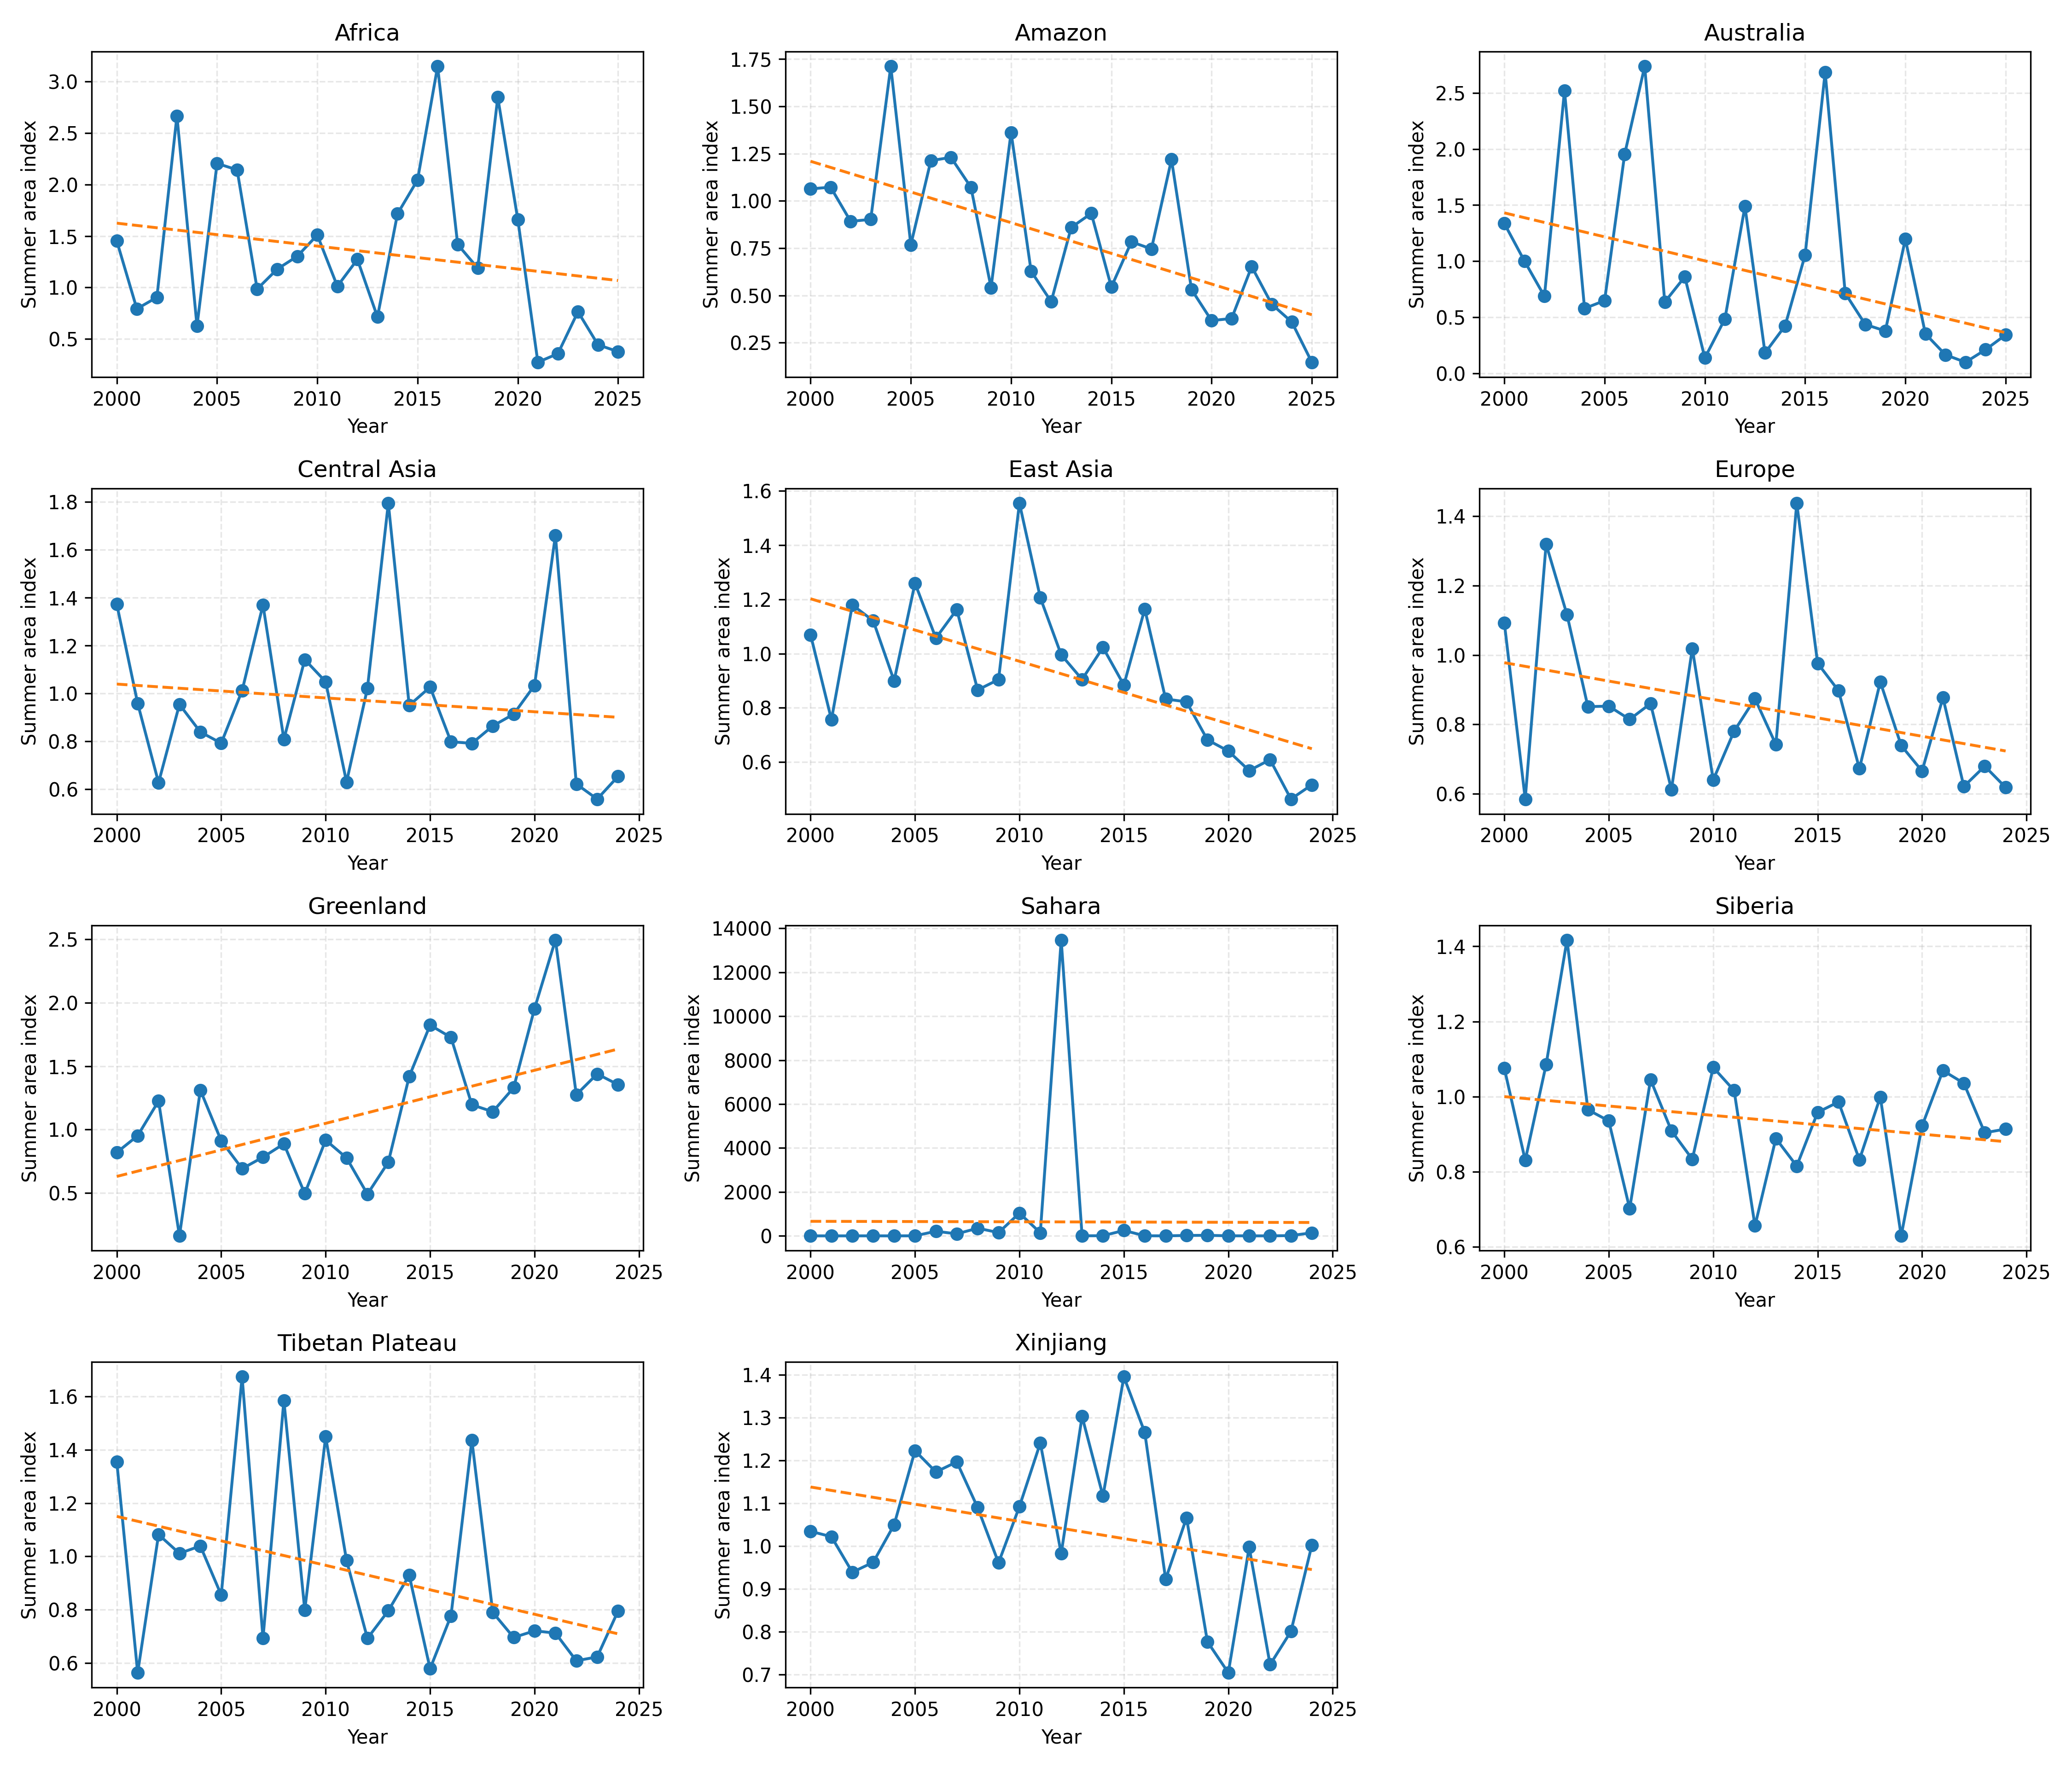 Africa
Summer area index
3.0
2.5
2.0
1.5
1.0
0.5
2000 2005 2010 2015 2020 2025
Year
Amazon
Summer area index
1.75
1.50
1.25
1.00
0.75
0.50
0.25
2000 2005 2010 2015 2020 2025
Year
Australia
Summer area index
2.5
2.0
1.5
1.0
0.5
0.0
2000 2005 2010 2015 2020 2025
Year
Central Asia
Summer area index
1.8
1.6
1.4
1.2
1.0
0.8
0.6
2000 2005 2010 2015 2020 2025
Year
East Asia
Summer area index
1.6
1.4
1.2
1.0
0.8
0.6
2000 2005 2010 2015 2020 2025
Year
Europe
Summer area index
1.4
1.2
1.0
0.8
0.6
2000 2005 2010 2015 2020 2025
Year
Greenland
Summer area index
2.5
2.0
1.5
1.0
0.5
2000 2005 2010 2015 2020 2025
Year
Sahara
Summer area index
14000
12000
10000
8000
6000
4000
2000
0
2000 2005 2010 2015 2020 2025
Year
Siberia
Summer area index
1.4
1.2
1.0
0.8
0.6
2000 2005 2010 2015 2020 2025
Year
Tibetan Plateau
Summer area index
1.6
1.4
1.2
1.0
0.8
0.6
2000 2005 2010 2015 2020 2025
Year
Xinjiang
Summer area index
1.4
1.3
1.2
1.1
1.0
0.9
0.8
0.7
2000 2005 2010 2015 2020 2025
Year